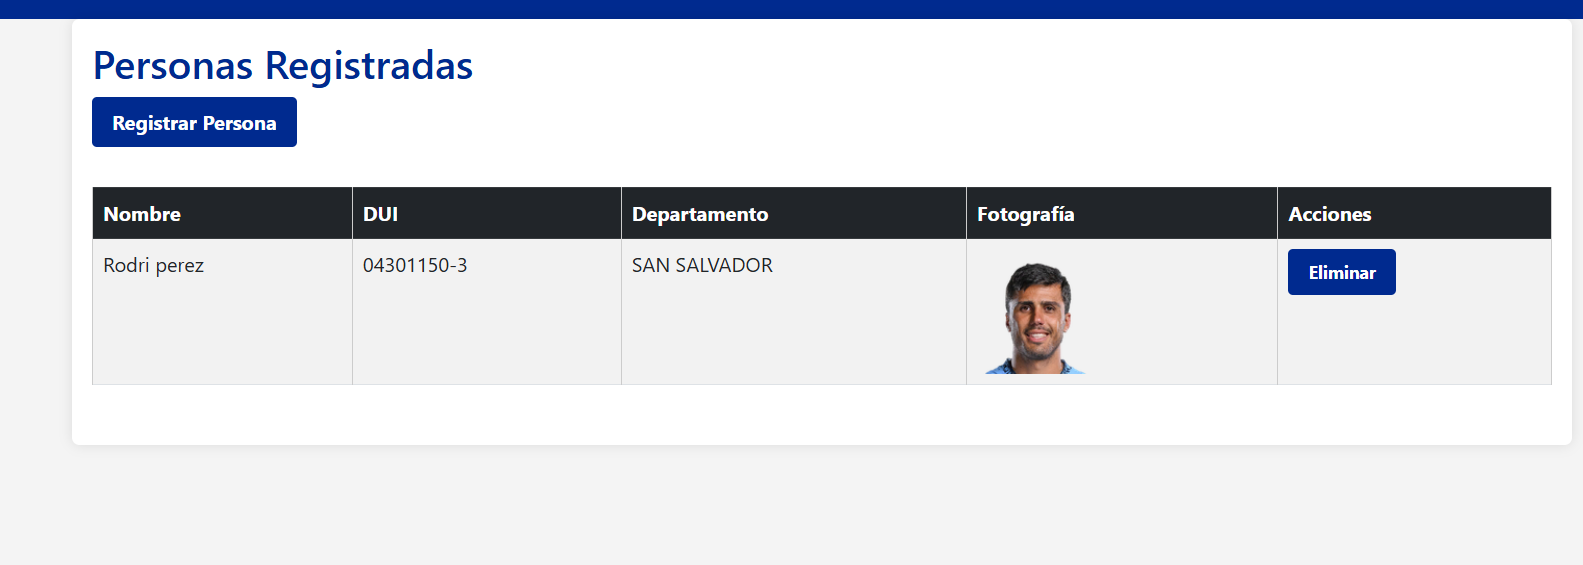 Personas Registradas
Registrar Persona
Nombre DUI Departamento Fotografía Acciones
Rodri perez 04301150-3 SAN SALVADOR Eliminar